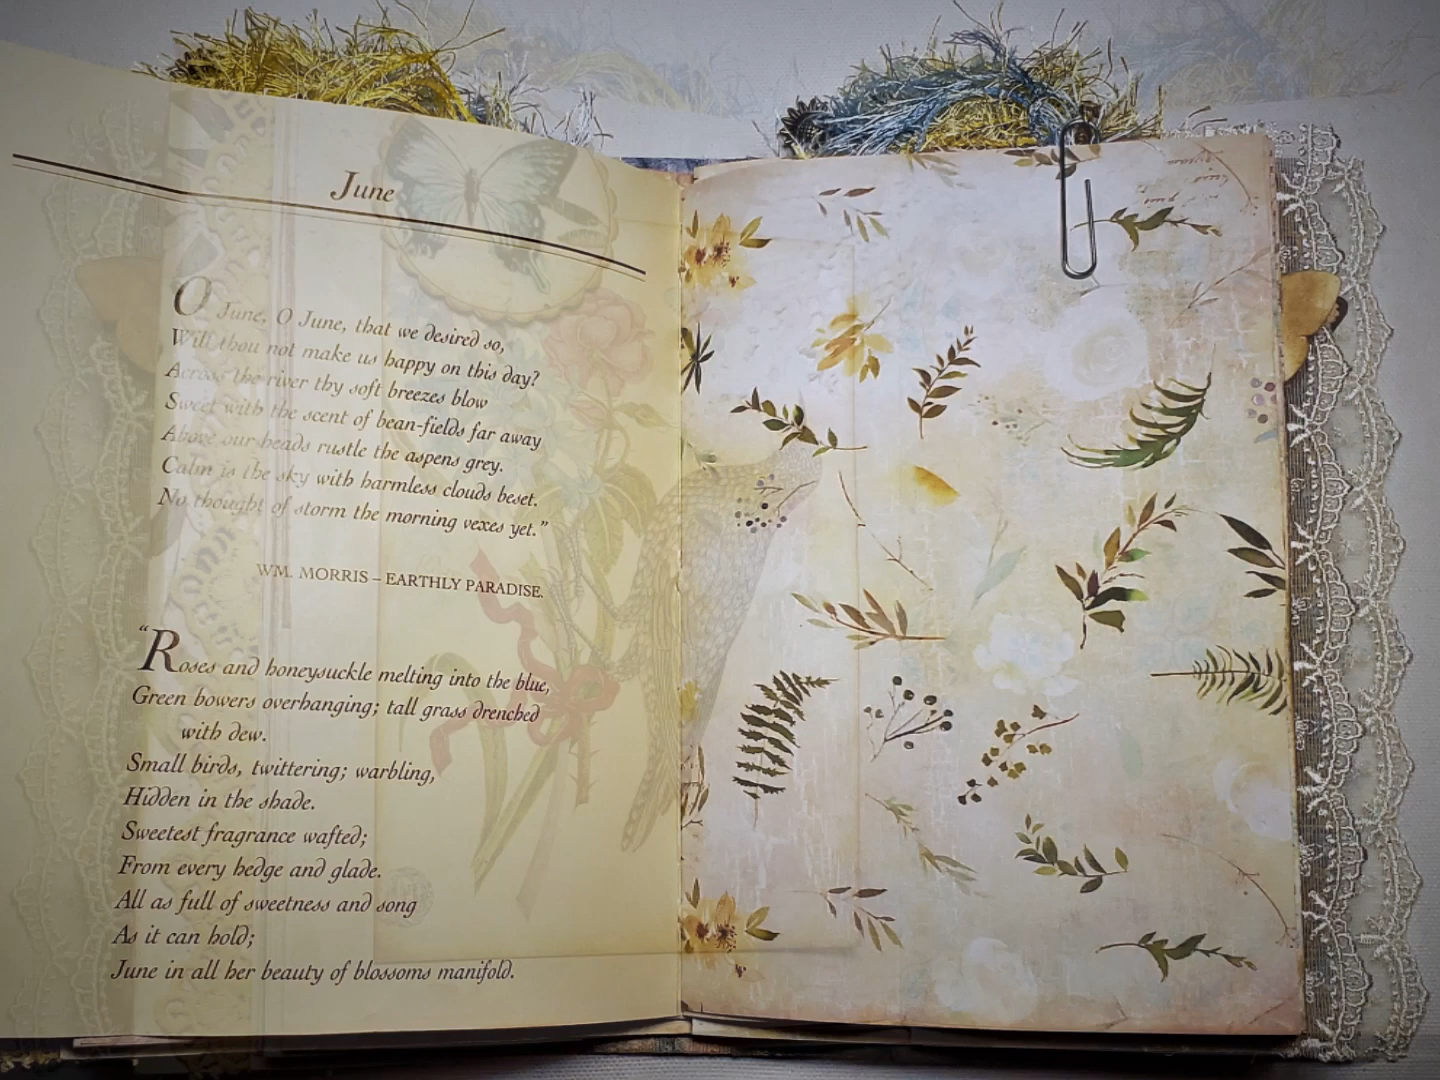 June
O June, O June, that we desired so,
Will thou not make us happy on this day?
Across the river thy soft breezes blow
Sweet with the scent of bean-fields far away
Above our heads rustle the aspens grey.
Calm is the sky with harmless clouds beset.
No thought of storm the morning vexes yet.”
WM. MORRIS – EARTHLY PARADISE.
“Roses and honeysuckle melting into the blue,
Green bowers overhanging; tall grass drenched
with dew.
Small birds, twittering; warbling,
Hidden in the shade.
Sweetest fragrance wafted;
From every hedge and glade.
All as full of sweetness and song
As it can hold;
June in all her beauty of blossoms manifold.